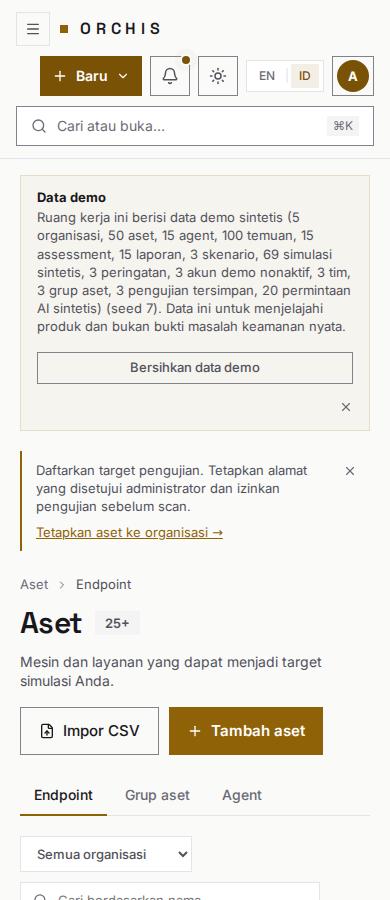 ORCHIS
Baru
EN
ID
A
Cari atau buka...
⌘K
Data demo
Ruang kerja ini berisi data demo sintetis (5
organisasi, 50 aset, 15 agent, 100 temuan, 15
assessment, 15 laporan, 3 skenario, 69 simulasi
sintetis, 3 peringatan, 3 akun demo nonaktif, 3 tim,
3 grup aset, 3 pengujian tersimpan, 20 permintaan
AI sintetis) (seed 7). Data ini untuk menjelajahi
produk dan bukan bukti masalah keamanan nyata.
Bersihkan data demo
Daftarkan target pengujian. Tetapkan alamat
yang disetujui administrator dan izinkan
pengujian sebelum scan.
Tetapkan aset ke organisasi →
Aset > Endpoint
Aset 25+
Mesin dan layanan yang dapat menjadi target
simulasi Anda.
Impor CSV
Tambah aset
Endpoint
Grup aset
Agent
Semua organisasi
Cari berdasarkan nama